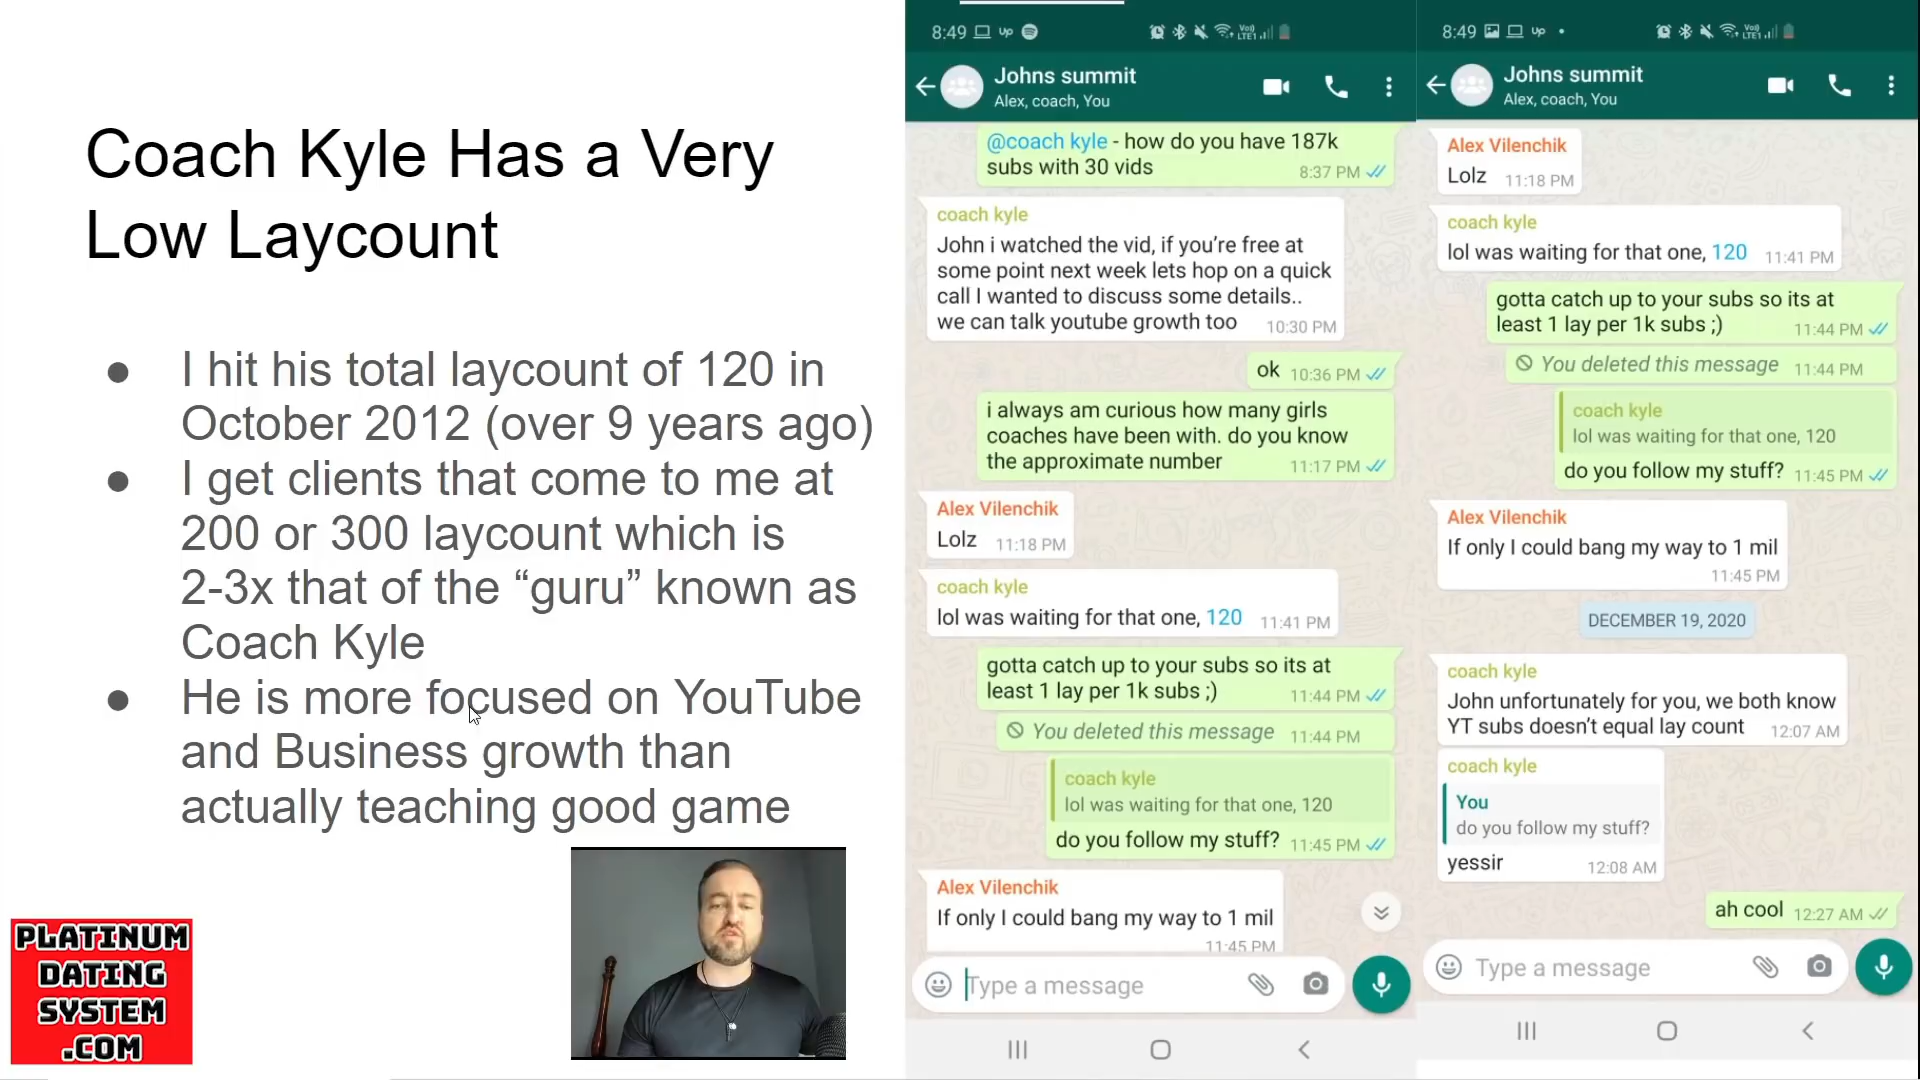 Coach Kyle Has a Very
Low Laycount
● I hit his total laycount of 120 in
October 2012 (over 9 years ago)
● I get clients that come to me at
200 or 300 laycount which is
2-3x that of the “guru” known as
Coach Kyle
● He is more focused on YouTube
and Business growth than
actually teaching good game
PLATINUM
DATING
SYSTEM
.COM
8:49 Up
Vo)) LTE1
Johns summit
Alex, coach, You
@coach kyle - how do you have 187k
subs with 30 vids 8:37 PM
coach kyle
John i watched the vid, if you’re free at
some point next week lets hop on a quick
call I wanted to discuss some details..
we can talk youtube growth too 10:30 PM
ok 10:36 PM
i always am curious how many girls
coaches have been with. do you know
the approximate number 11:17 PM
Alex Vilenchik
Lolz 11:18 PM
coach kyle
lol was waiting for that one, 120 11:41 PM
gotta catch up to your subs so its at
least 1 lay per 1k subs ;) 11:44 PM
You deleted this message 11:44 PM
coach kyle
lol was waiting for that one, 120
do you follow my stuff? 11:45 PM
Alex Vilenchik
If only I could bang my way to 1 mil
11:45 PM
Type a message
8:49 Up
Vo)) LTE1
Johns summit
Alex, coach, You
Alex Vilenchik
Lolz 11:18 PM
coach kyle
lol was waiting for that one, 120 11:41 PM
gotta catch up to your subs so its at
least 1 lay per 1k subs ;) 11:44 PM
You deleted this message 11:44 PM
coach kyle
lol was waiting for that one, 120
do you follow my stuff? 11:45 PM
Alex Vilenchik
If only I could bang my way to 1 mil
11:45 PM
DECEMBER 19, 2020
coach kyle
John unfortunately for you, we both know
YT subs doesn’t equal lay count 12:07 AM
coach kyle
You
do you follow my stuff?
yessir 12:08 AM
ah cool 12:27 AM
Type a message